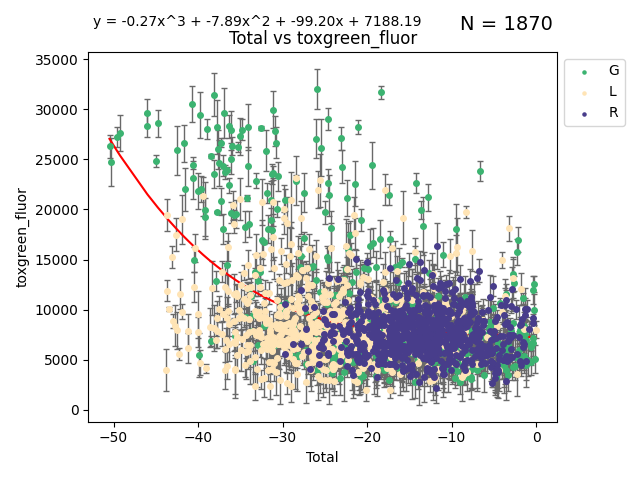 y = -0.27x^3 + -7.89x^2 + -99.20x + 7188.19
N = 1870
Total vs toxgreen_fluor
35000
30000
25000
20000
15000
10000
5000
0
toxgreen_fluor
−50
−40
−30
−20
−10
0
Total
G
L
R